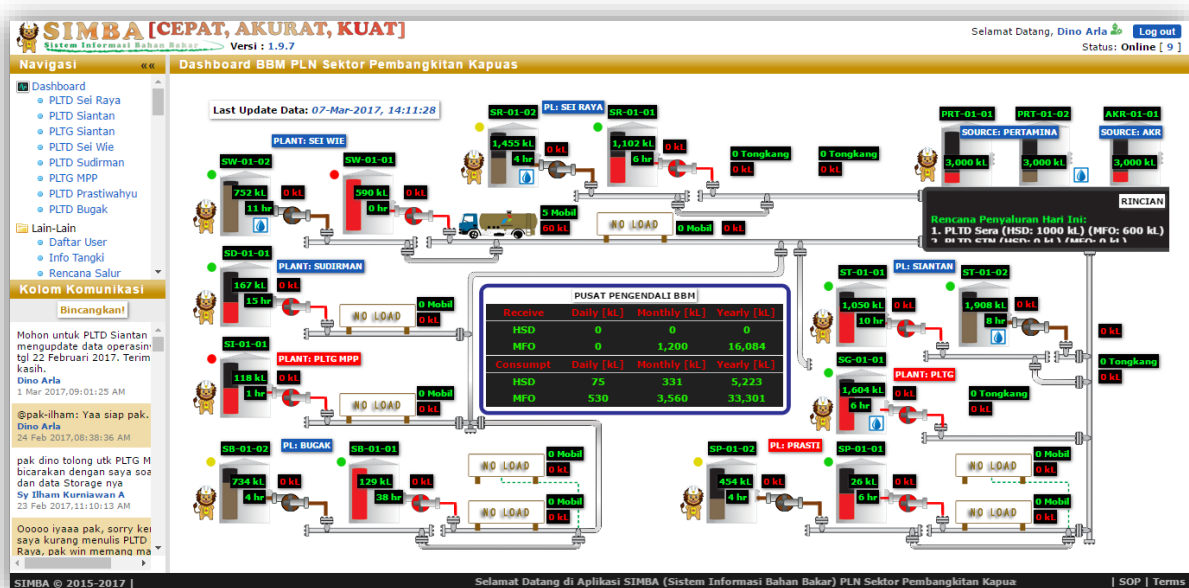 SIMBA [CEPAT, AKURAT, KUAT]
Sistem Informasi Bahan Bakar
Versi : 1.9.7
Selamat Datang, Dino Arla
Log out
Status: Online [ 9 ]
Navigasi
««
Dashboard BBM PLN Sektor Pembangkitan Kapuas
Dashboard
PLTD Sei Raya
PLTD Siantan
PLTG Siantan
PLTD Sei Wie
PLTD Sudirman
PLTG MPP
PLTD Prastiwahyu
PLTD Bugak
Lain-Lain
Daftar User
Info Tangki
Rencana Salur
Kolom Komunikasi
Bincangkan!
Mohon untuk PLTD Siantan
mengupdate data operasin
tgl 22 Februari 2017. Terim
kasih.
Dino Arla
1 Mar 2017,09:01:25 AM
@pak-ilham: Yaa siap pak.
Dino Arla
24 Feb 2017,08:38:36 AM
pak dino tolong utk PLTG M
bicarakan dengan saya soa
dan data Storage nya
Sy Ilham Kurniawan A
23 Feb 2017,11:10:13 AM
Ooooo iyaaa pak, sorry ker
saya kurang menulis PLTD
Raya, pak win memang ma
Last Update Data: 07-Mar-2017, 14:11:28
SR-01-02
PL: SEI RAYA
SR-01-01
1,455 kL
0 kL
4 hr
1,102 kL
0 kL
6 hr
0 Tongkang
0 kL
0 Tongkang
0 kL
PRT-01-01
PRT-01-02
AKR-01-01
SOURCE: PERTAMINA
SOURCE: AKR
3,000 kL
3,000 kL
3,000 kL
PLANT: SEI WIE
SW-01-02
SW-01-01
752 kL
0 kL
11 hr
590 kL
0 kL
0 hr
5 Mobil
60 kL
NO LOAD
0 Mobil
0 kL
RINCIAN
Rencana Penyaluran Hari Ini:
1. PLTD Sera (HSD: 1000 kL) (MFO: 600 kL)
2. PLTD STN (HSD: 0 kL) (MFO: 0 kL)
SD-01-01
PLANT: SUDIRMAN
167 kL
0 kL
15 hr
NO LOAD
0 Mobil
0 kL
PUSAT PENGENDALI BBM
Receive Daily [kL] Monthly [kL] Yearly [kL]
HSD 0 0 0
MFO 0 1,200 16,084
Consumpt Daily [kL] Monthly [kL] Yearly [kL]
HSD 75 331 5,223
MFO 530 3,560 33,301
ST-01-01
PL: SIANTAN
ST-01-02
1,050 kL
0 kL
10 hr
1,908 kL
0 kL
8 hr
0 kL
0 Tongkang
0 kL
SI-01-01
PLANT: PLTG MPP
118 kL
0 kL
1 hr
NO LOAD
0 Mobil
0 kL
SG-01-01
PLANT: PLTG
1,604 kL
0 kL
6 hr
0 Tongkang
0 kL
SB-01-02
PL: BUGAK
SB-01-01
734 kL
0 kL
4 hr
129 kL
0 kL
38 hr
NO LOAD
0 Mobil
0 kL
NO LOAD
0 Mobil
0 kL
SP-01-02
PL: PRASTI
SP-01-01
454 kL
0 kL
4 hr
26 kL
0 kL
6 hr
NO LOAD
0 Mobil
0 kL
NO LOAD
0 Mobil
0 kL
SIMBA © 2015-2017 |
Selamat Datang di Aplikasi SIMBA (Sistem Informasi Bahan Bakar) PLN Sektor Pembangkitan Kapua
| SOP | Terms